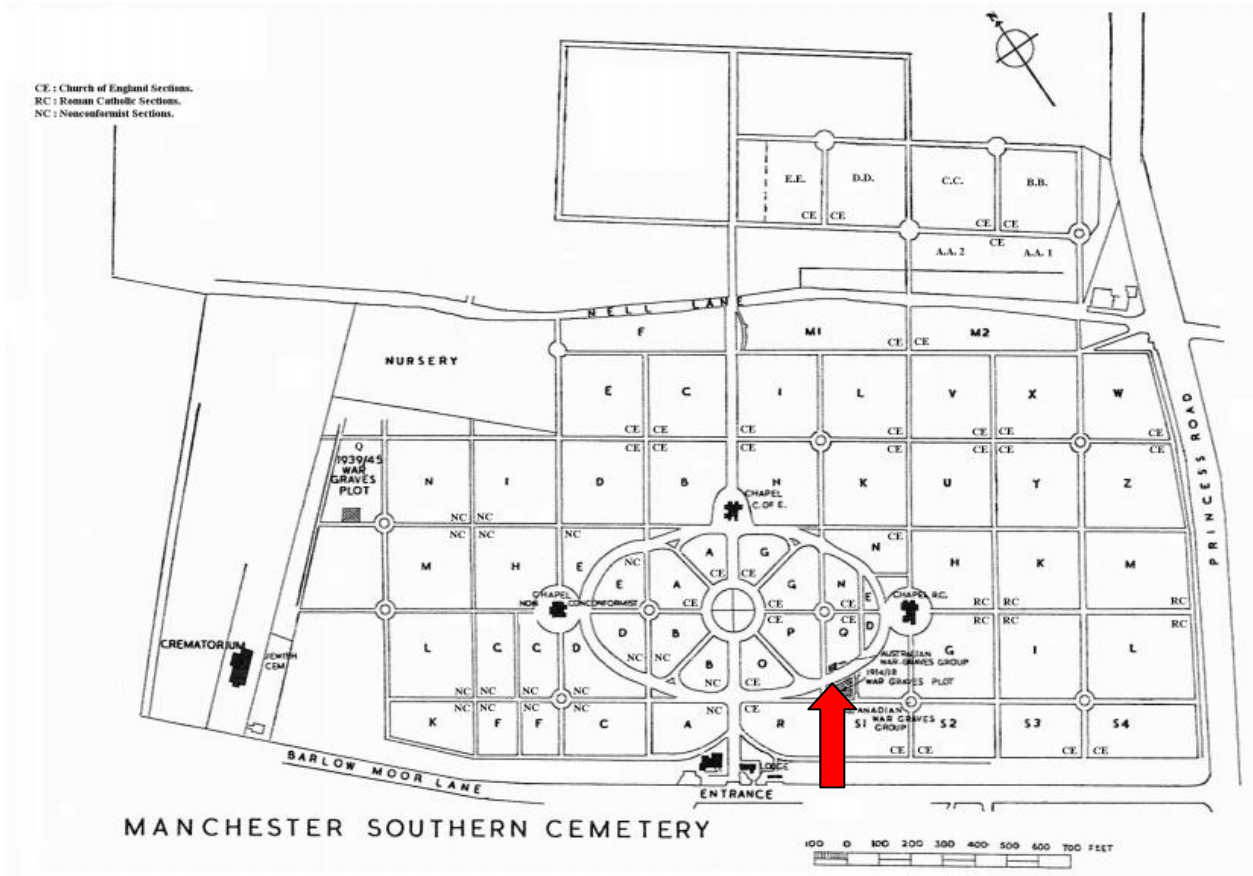 N
CE : Church of England Sections.
RC : Roman Catholic Sections.
NC : Nonconformist Sections.
E.E. D.D. C.C. B.B.
CE CE CE CE
CE
A.A. 2 A.A. 1
NELL LANE
F M1 M2
CE CE
NURSERY
E C I L V X W
CE CE CE CE CE CE
CE CE CE CE CE CE
Q
1939/45
WAR
GRAVES
PLOT
N I D B H K U Y Z
CHAPEL
C. OF E.
NC NC
NC NC NC CE
M H E E A A G G N N H K M
NC CE CE
E
CHAPEL
NON CONCONFORMIST
CHAPEL R.C.
CE CE CE RC RC RC
CE CE RC RC RC
CREMATORIUM
JEWISH
CEM.
L C C D D B P Q D G I L
NC NC
B O
AUSTRALIAN
WAR GRAVES GROUP
1914/18
WAR GRAVES PLOT
NC NC NC NC NC CE
NC NC NC NC NC CE
K F F C A R S1 S2 S3 S4
CANADIAN
WAR GRAVES
GROUP
CE CE CE CE
LODGE
BARLOW MOOR LANE
ENTRANCE
PRINCESS ROAD
MANCHESTER SOUTHERN CEMETERY
100 0 100 200 300 400 500 600 700 FEET